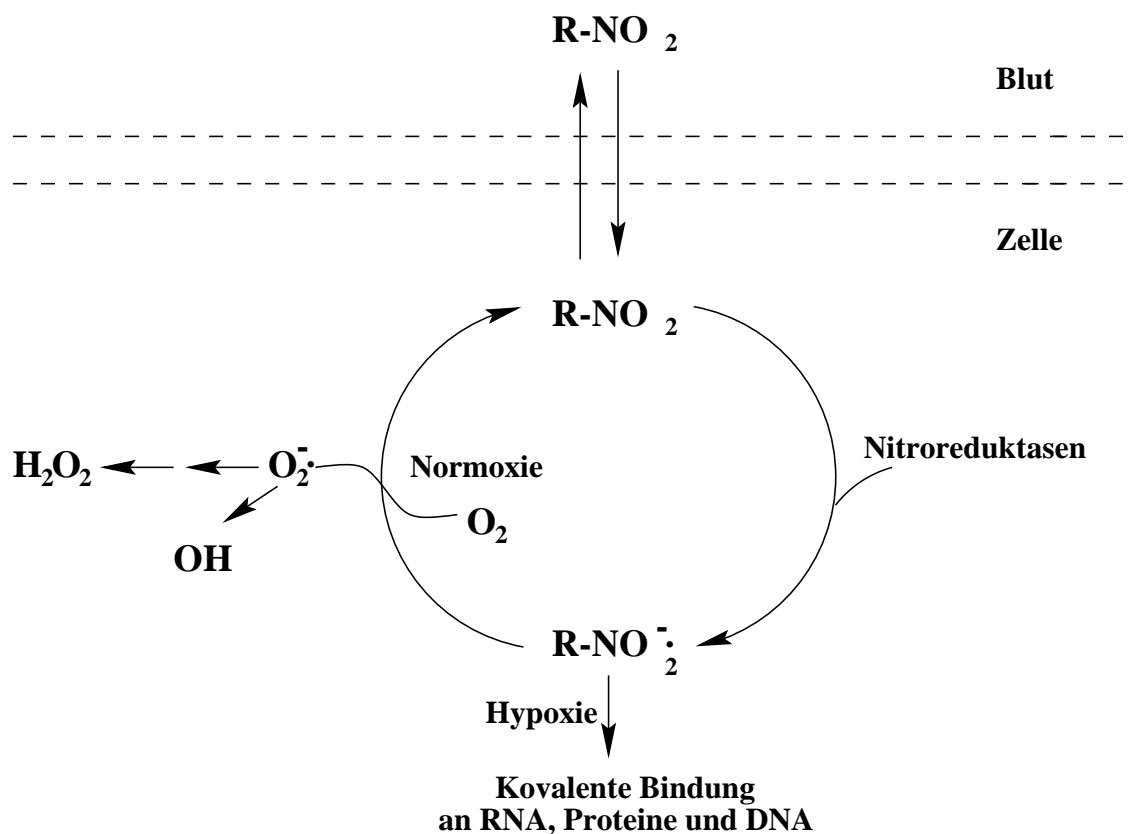 R-NO₂
Blut
Zelle
R-NO₂
Nitroreduktasen
Normoxie
H₂O₂
O₂⁻·
O₂
OH
R-NO₂⁻·
Hypoxie
Kovalente Bindung
an RNA, Proteine und DNA